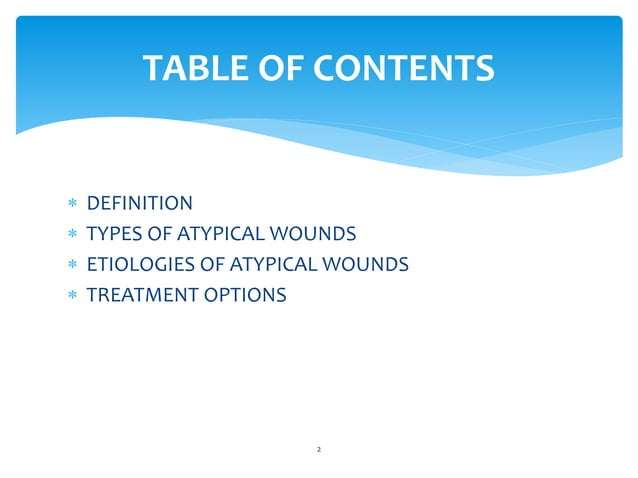 TABLE OF CONTENTS
* DEFINITION
* TYPES OF ATYPICAL WOUNDS
* ETIOLOGIES OF ATYPICAL WOUNDS
* TREATMENT OPTIONS
2